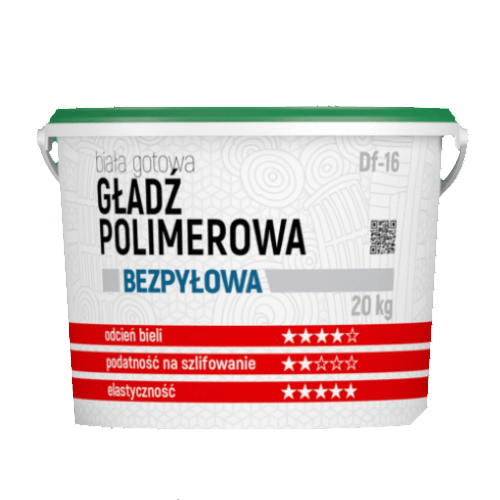 biała gotowa
Df-16
GŁADŹ
POLIMEROWA
BEZPYŁOWA
20 kg
odcień bieli
podatność na szlifowanie
elastyczność